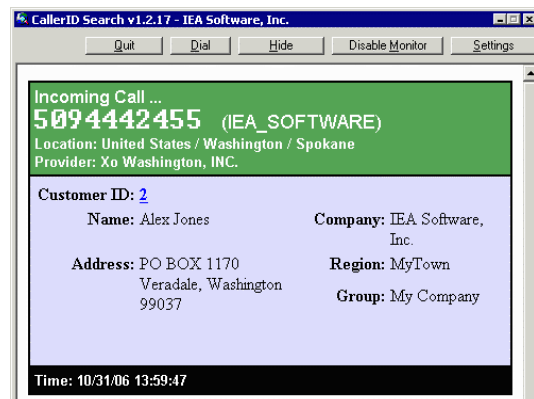 CallerID Search v1.2.17 - IEA Software, Inc.
Quit Dial Hide Disable Monitor Settings
Incoming Call ...
5094442455 (IEA_SOFTWARE)
Location: United States / Washington / Spokane
Provider: Xo Washington, INC.
Customer ID: 2
Name: Alex Jones Company: IEA Software,
Inc.
Address: PO BOX 1170 Region: MyTown
Veradale, Washington
99037 Group: My Company
Time: 10/31/06 13:59:47